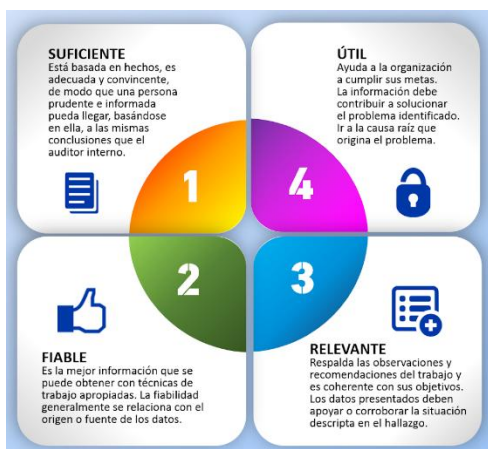 SUFICIENTE
Está basada en hechos, es
adecuada y convincente,
de modo que una persona
prudente e informada
pueda llegar, basándose
en ella, a las mismas
conclusiones que el
auditor interno.
1
ÚTIL
Ayuda a la organización
a cumplir sus metas.
La información debe
contribuir a solucionar
el problema identificado.
Ir a la causa raíz que
origina el problema.
4
2
FIABLE
Es la mejor información que se
puede obtener con técnicas de
trabajo apropiadas. La fiabilidad
generalmente se relaciona con el
origen o fuente de los datos.
3
RELEVANTE
Respalda las observaciones y
recomendaciones del trabajo y
es coherente con sus objetivos.
Los datos presentados deben
apoyar o corroborar la situación
descripta en el hallazgo.